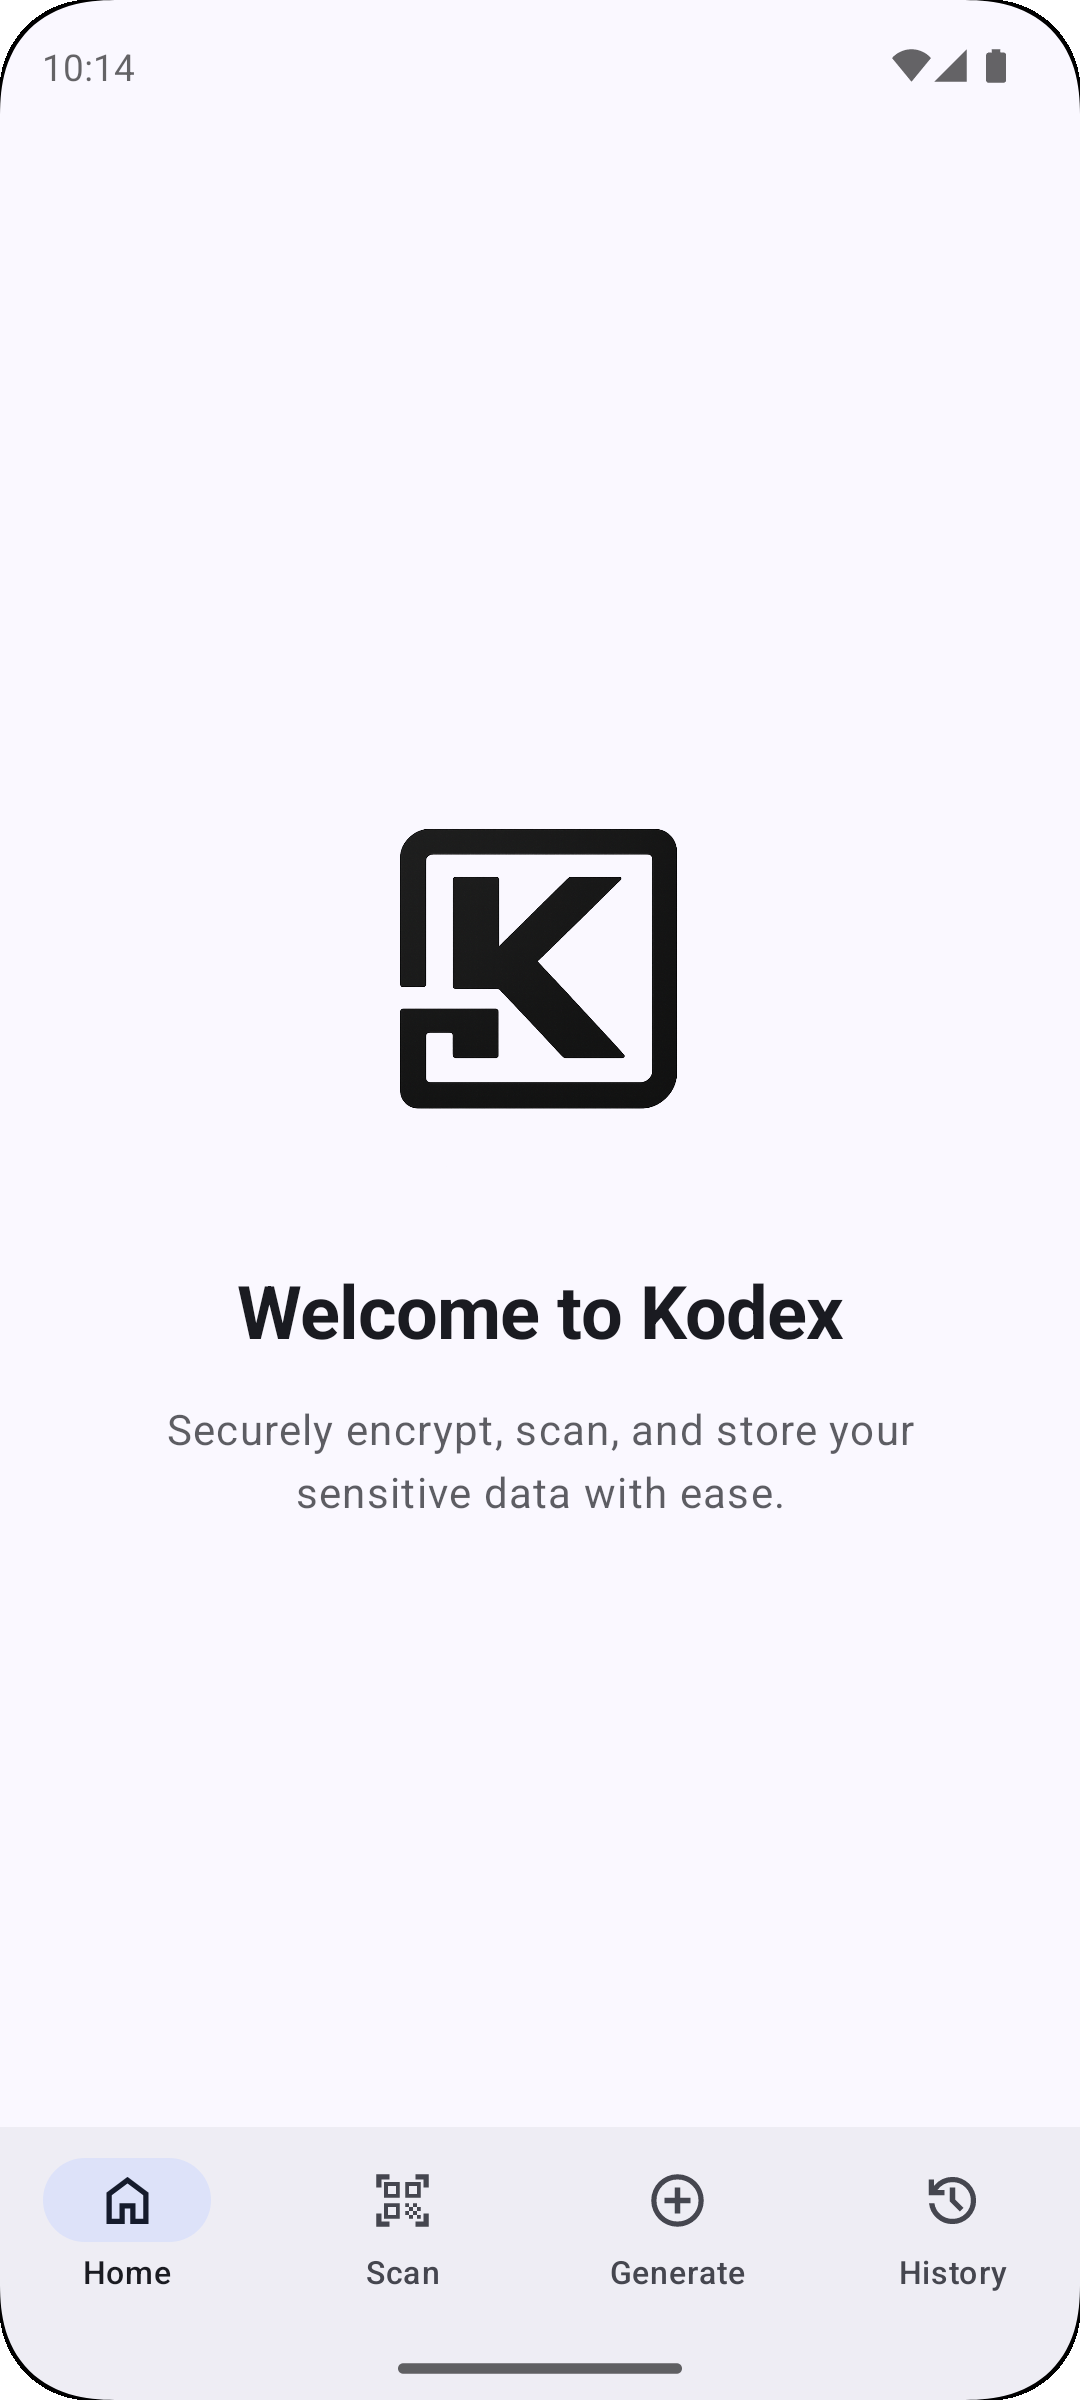 10:14
K
Welcome to Kodex
Securely encrypt, scan, and store your
sensitive data with ease.
Home
Scan
Generate
History